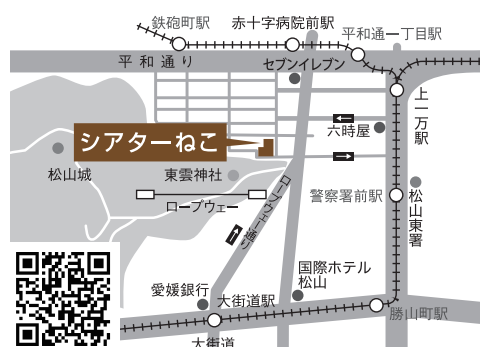 鉄砲町駅
赤十字病院前駅
平和通一丁目駅
平和通り
セブンイレブン
上一万駅
六時屋
シアターねこ
松山城
東雲神社
ロープウェー
ロープウェー通り
警察署前駅
松山東署
国際ホテル
松山
愛媛銀行
大街道駅
勝山町駅
大街道